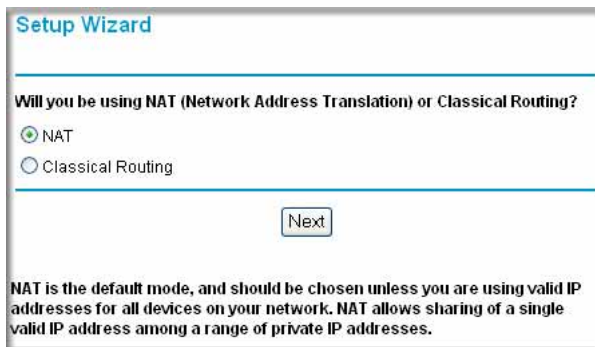 Setup Wizard
Will you be using NAT (Network Address Translation) or Classical Routing?
NAT
Classical Routing
Next
NAT is the default mode, and should be chosen unless you are using valid IP
addresses for all devices on your network. NAT allows sharing of a single
valid IP address among a range of private IP addresses.